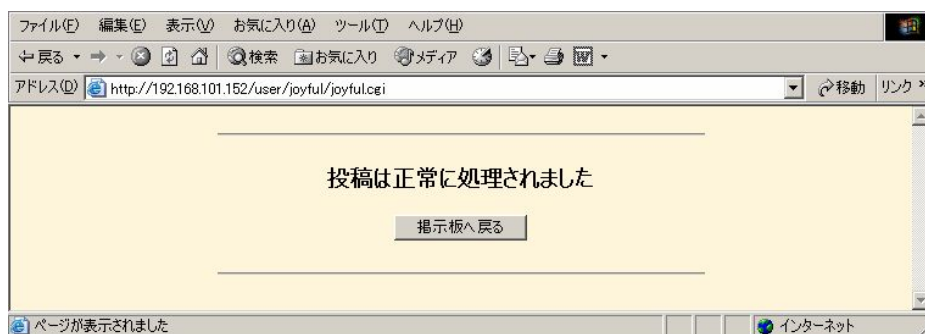 ファイル(F) 編集(E) 表示(V) お気に入り(A) ツール(T) ヘルプ(H)
戻る 検索 お気に入り メディア
アドレス(D) http://192.168.101.152/user/joyful/joyful.cgi 移動 リンク »
投稿は正常に処理されました
掲示板へ戻る
ページが表示されました インターネット